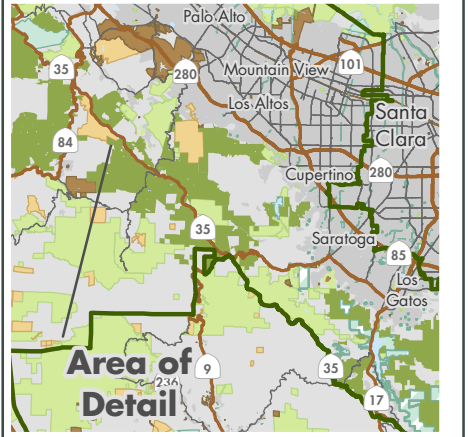 Palo Alto
35
280
Mountain View
101
Los Altos
Santa
Clara
84
Cupertino
280
35
Saratoga
85
Los
Gatos
Area of
236
9
35
Detail
17